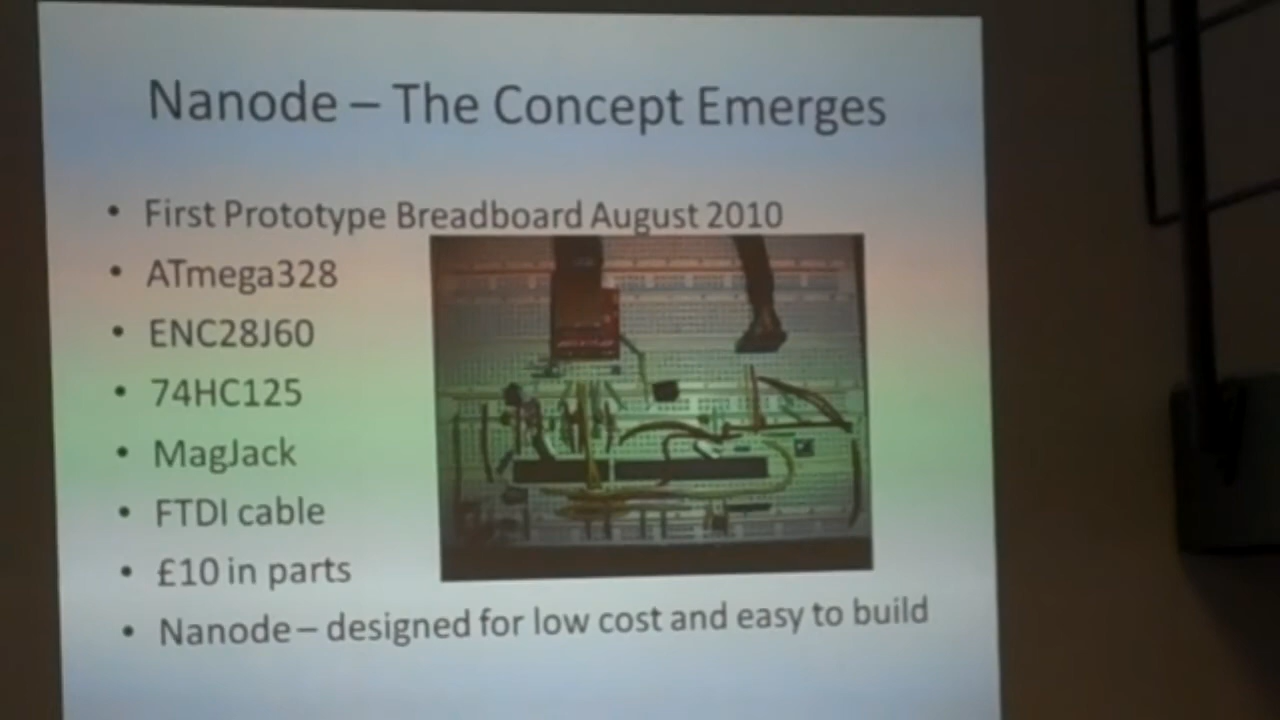 Nanode – The Concept Emerges
• First Prototype Breadboard August 2010
• ATmega328
• ENC28J60
• 74HC125
• MagJack
• FTDI cable
• £10 in parts
• Nanode – designed for low cost and easy to build